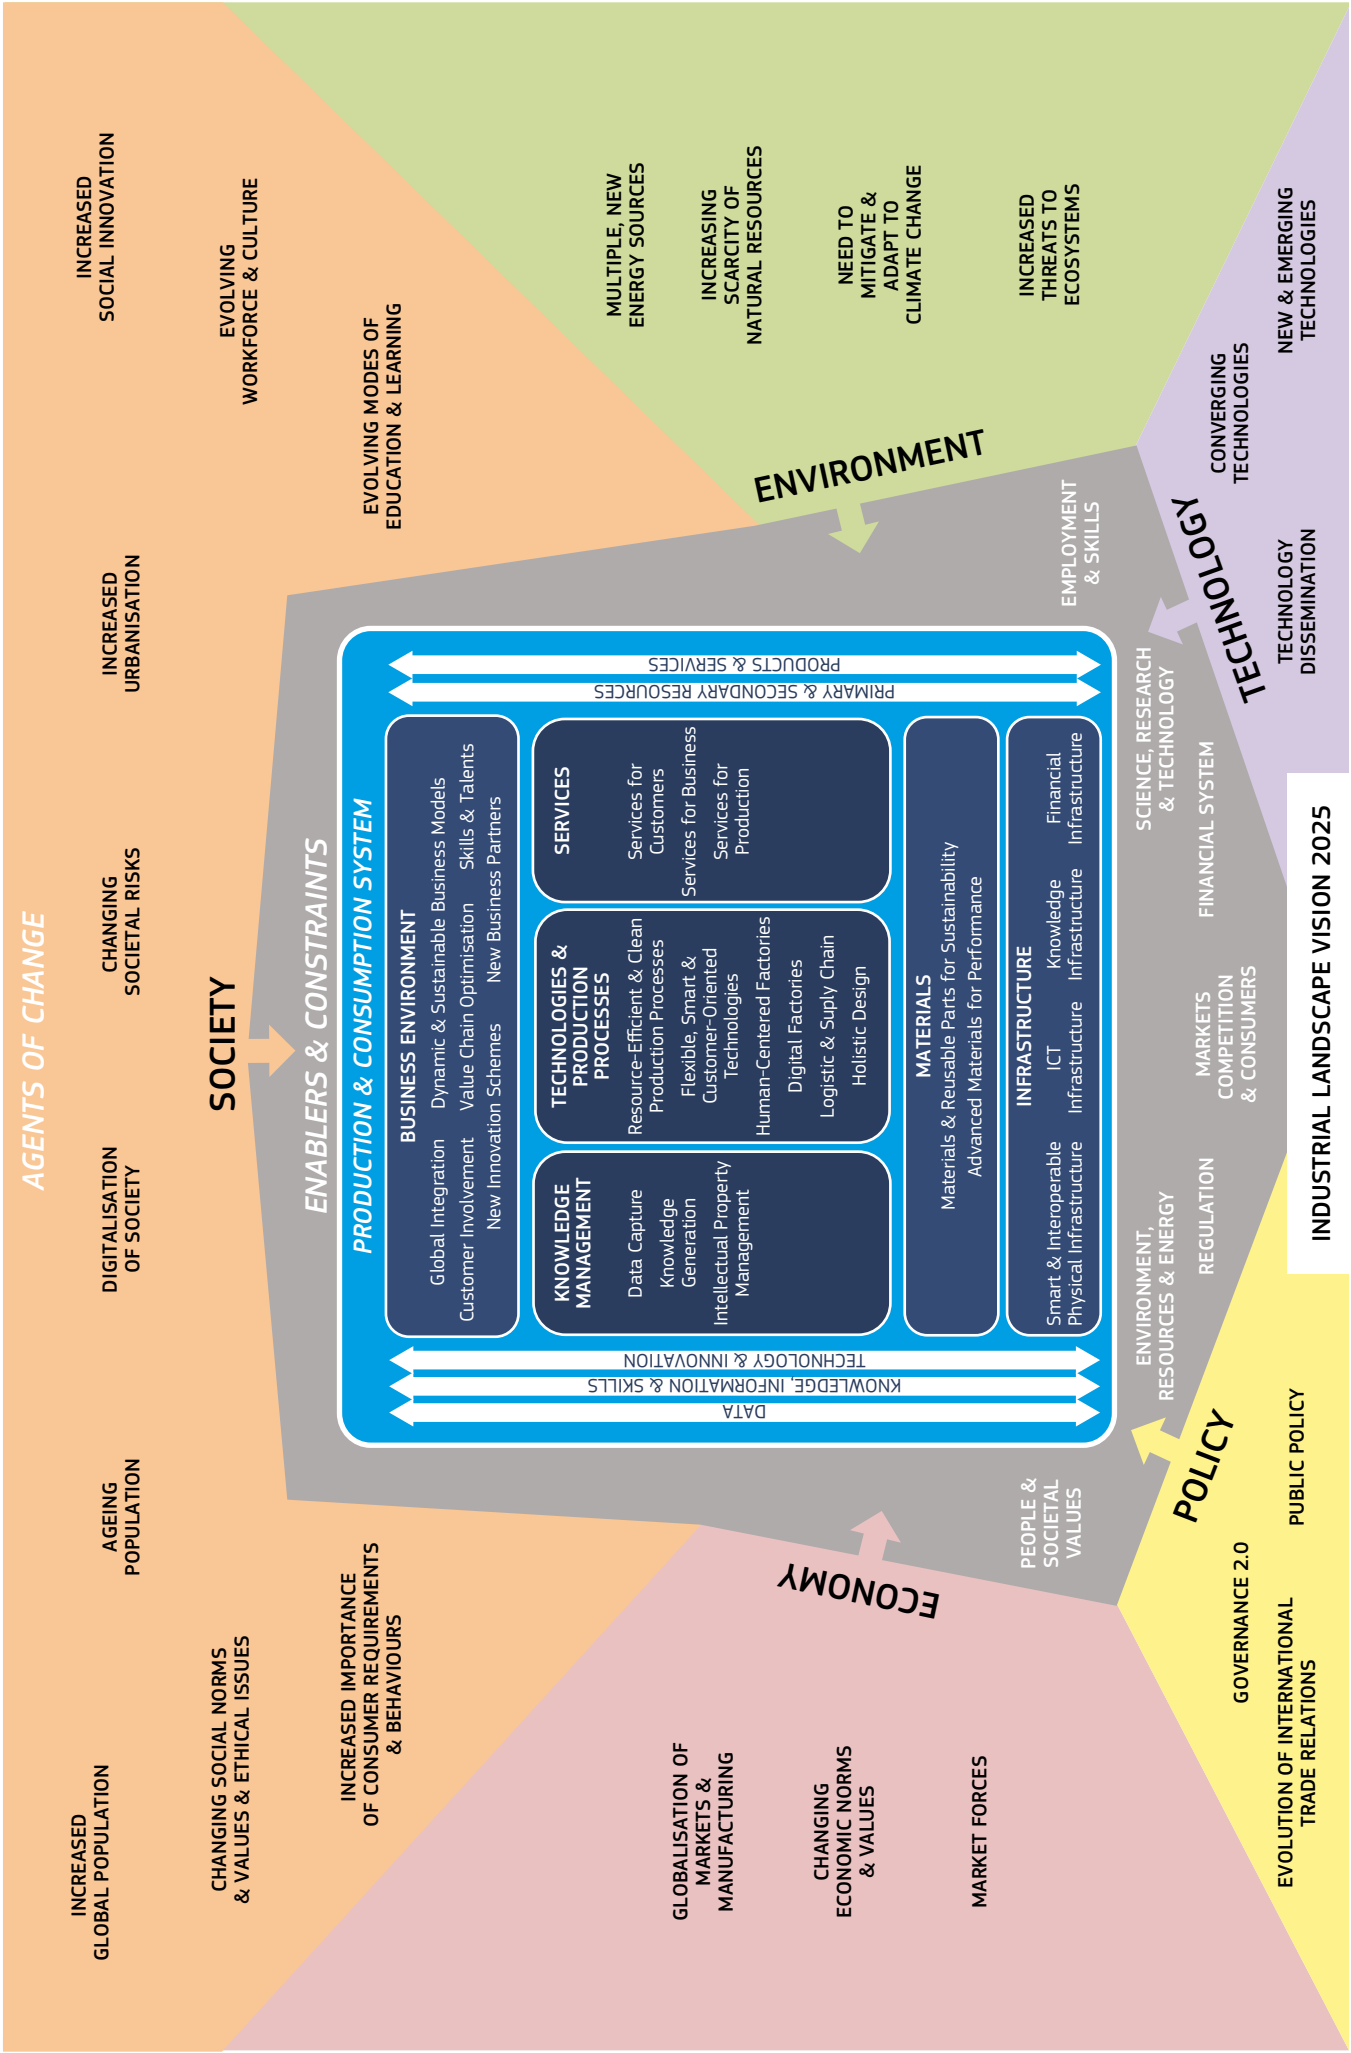 AGENTS OF CHANGE
INCREASED
GLOBAL POPULATION
AGEING
POPULATION
DIGITALISATION
OF SOCIETY
CHANGING
SOCIETAL RISKS
INCREASED
URBANISATION
INCREASED
SOCIAL INNOVATION
CHANGING SOCIAL NORMS
& VALUES & ETHICAL ISSUES
SOCIETY
EVOLVING
WORKFORCE & CULTURE
INCREASED IMPORTANCE
OF CONSUMER REQUIREMENTS
& BEHAVIOURS
EVOLVING MODES OF
EDUCATION & LEARNING
ENABLERS & CONSTRAINTS
PRODUCTION & CONSUMPTION SYSTEM
DATA
KNOWLEDGE, INFORMATION & SKILLS
TECHNOLOGY & INNOVATION
BUSINESS ENVIRONMENT
Global Integration
Dynamic & Sustainable Business Models
Customer Involvement
Value Chain Optimisation
Skills & Talents
New Innovation Schemes
New Business Partners
KNOWLEDGE
MANAGEMENT
Data Capture
Knowledge
Generation
Intellectual Property
Management
TECHNOLOGIES &
PRODUCTION
PROCESSES
Resource-Efficient & Clean
Production Processes
Flexible, Smart &
Customer-Oriented
Technologies
Human-Centered Factories
Digital Factories
Logistic & Suply Chain
Holistic Design
SERVICES
Services for
Customers
Services for Business
Services for
Production
MATERIALS
Materials & Reusable Parts for Sustainability
Advanced Materials for Performance
INFRASTRUCTURE
Smart & Interoperable
Physical Infrastructure
ICT
Infrastructure
Knowledge
Infrastructure
Financial
Infrastructure
PRIMARY & SECONDARY RESOURCES
PRODUCTS & SERVICES
ECONOMY
GLOBALISATION OF
MARKETS &
MANUFACTURING
CHANGING
ECONOMIC NORMS
& VALUES
MARKET FORCES
ENVIRONMENT
MULTIPLE, NEW
ENERGY SOURCES
INCREASING
SCARCITY OF
NATURAL RESOURCES
NEED TO
MITIGATE &
ADAPT TO
CLIMATE CHANGE
INCREASED
THREATS TO
ECOSYSTEMS
PEOPLE &
SOCIETAL
VALUES
ENVIRONMENT,
RESOURCES & ENERGY
REGULATION
MARKETS
COMPETITION
& CONSUMERS
FINANCIAL SYSTEM
SCIENCE, RESEARCH
& TECHNOLOGY
EMPLOYMENT
& SKILLS
POLICY
GOVERNANCE 2.0
EVOLUTION OF INTERNATIONAL
TRADE RELATIONS
PUBLIC POLICY
TECHNOLOGY
TECHNOLOGY
DISSEMINATION
CONVERGING
TECHNOLOGIES
NEW & EMERGING
TECHNOLOGIES
INDUSTRIAL LANDSCAPE VISION 2025